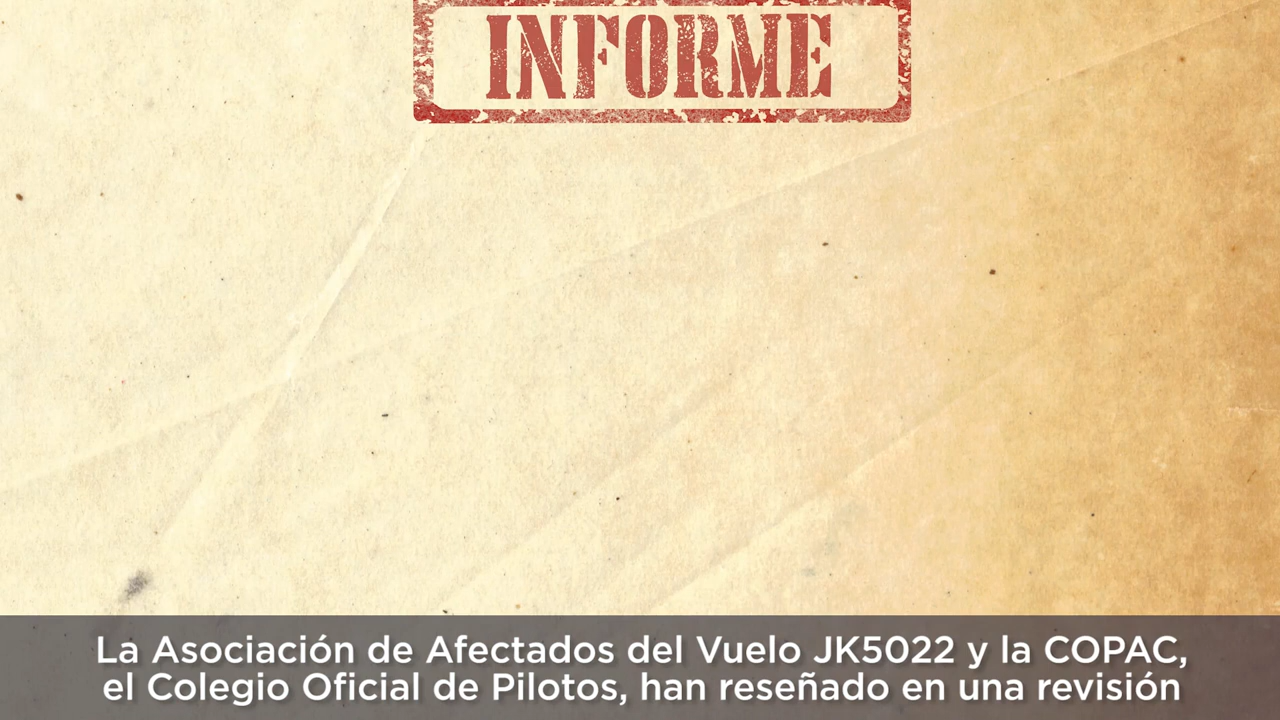 INFORME
La Asociación de Afectados del Vuelo JK5022 y la COPAC,
el Colegio Oficial de Pilotos, han reseñado en una revisión